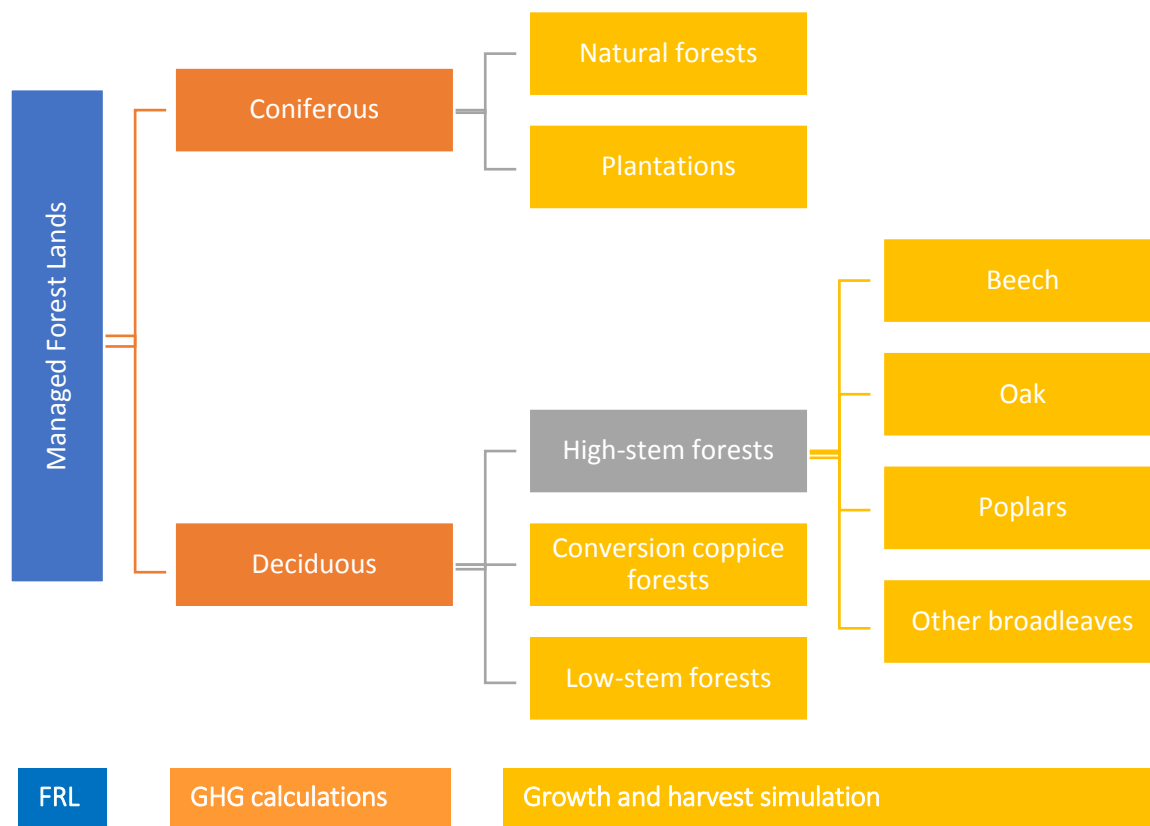 Managed Forest Lands
Coniferous
Natural forests
Plantations
Deciduous
High-stem forests
Beech
Oak
Poplars
Other broadleaves
Conversion coppice
forests
Low-stem forests
FRL
GHG calculations
Growth and harvest simulation